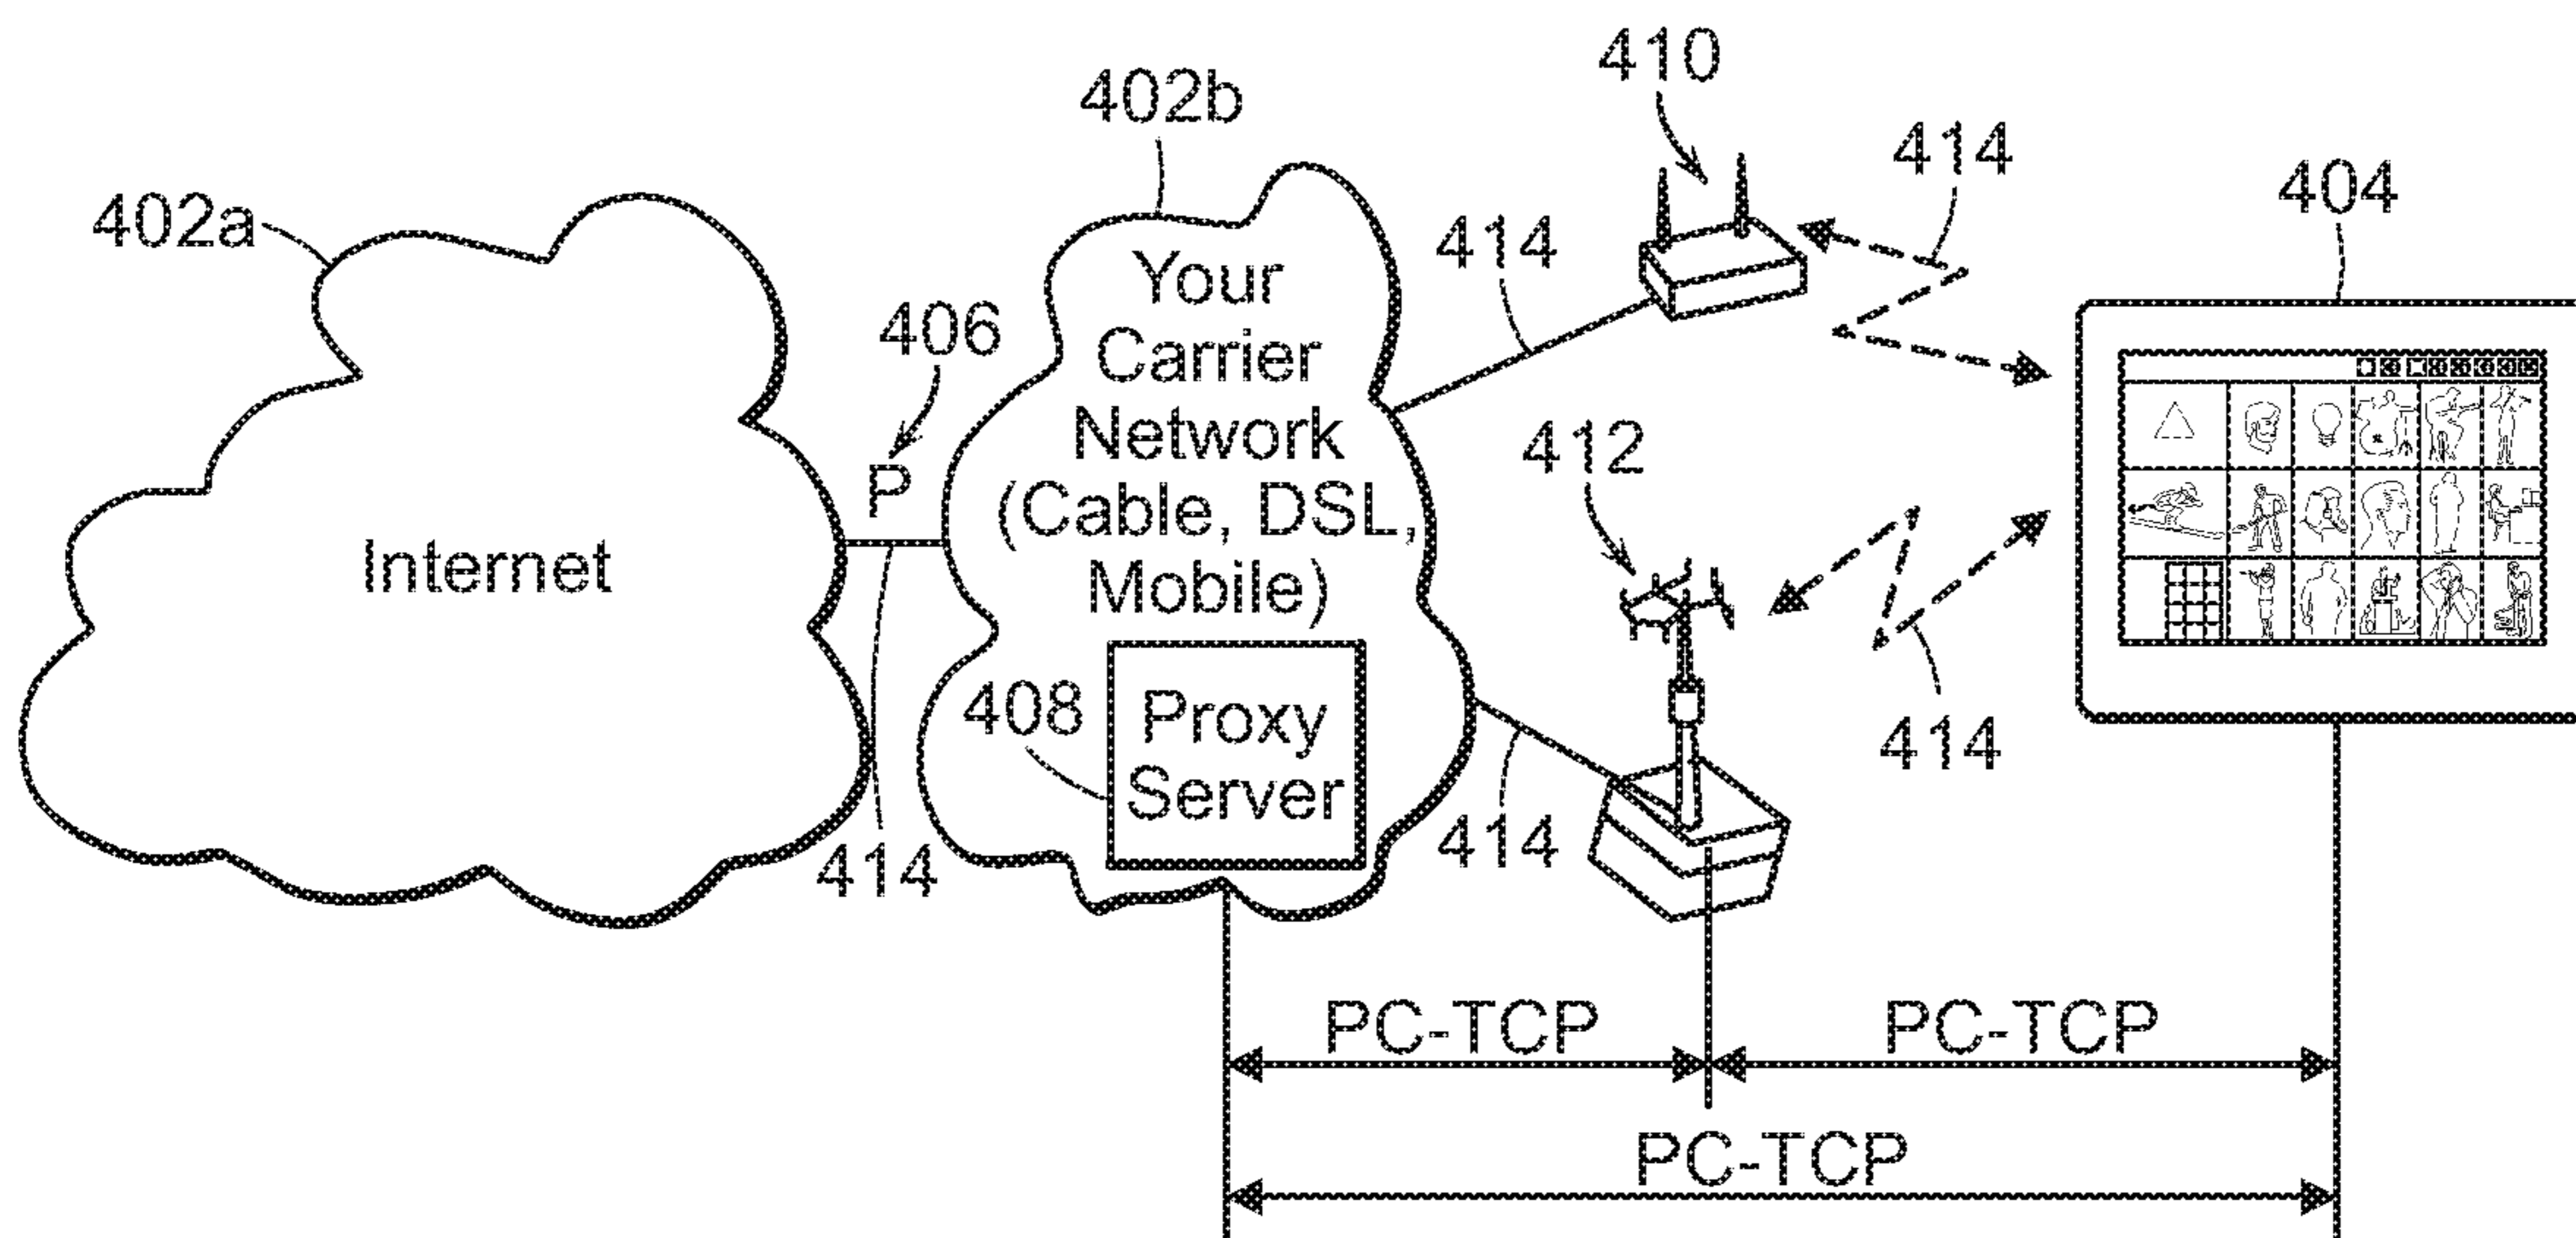 410
402b
414
404
402a
414
406
P
Your
Carrier
Network
(Cable, DSL,
Mobile)
412
Internet
408
Proxy
Server
414
414
414
PC-TCP
PC-TCP
PC-TCP